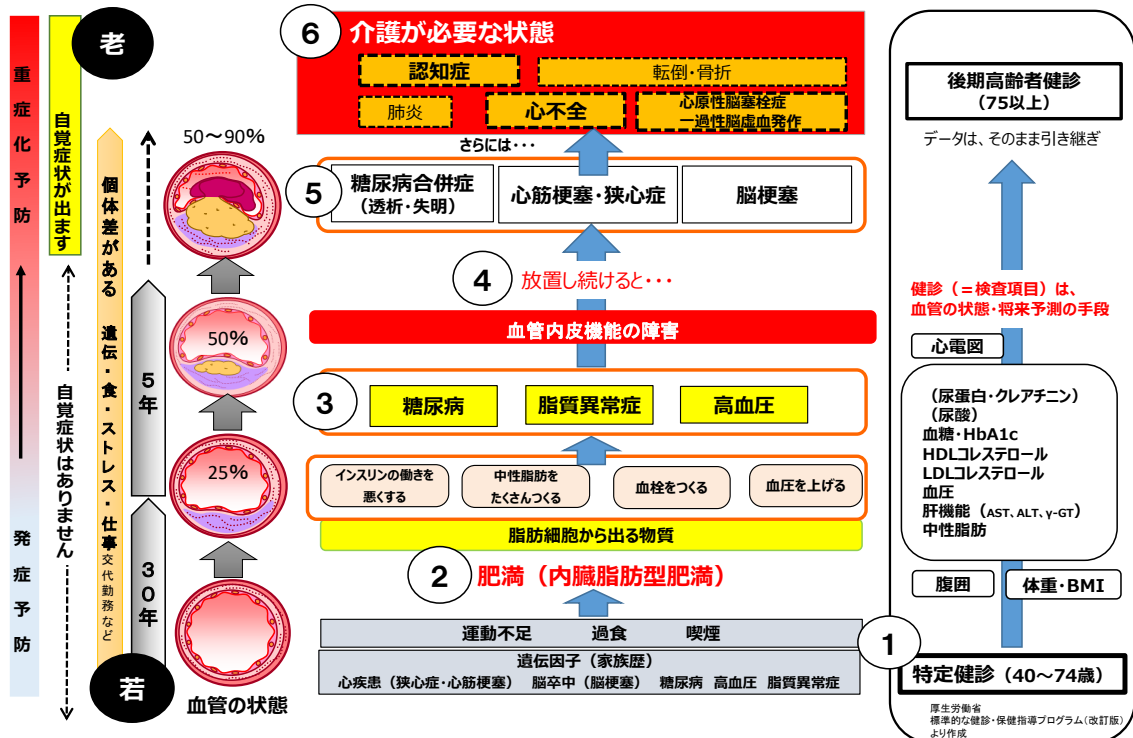 重症化予防
発症予防
自覚症状が出ます
自覚症状はありません
老
若
個体差がある 遺伝・食・ストレス・仕事 交代勤務など
5年
30年
50～90%
50%
25%
血管の状態
⑥ 介護が必要な状態
認知症
転倒・骨折
肺炎
心不全
心原性脳塞栓症
一過性脳虚血発作
さらには・・・
⑤
糖尿病合併症
（透析・失明）
心筋梗塞・狭心症
脳梗塞
④ 放置し続けると・・・
血管内皮機能の障害
③
糖尿病
脂質異常症
高血圧
インスリンの働きを
悪くする
中性脂肪を
たくさんつくる
血栓をつくる
血圧を上げる
脂肪細胞から出る物質
② 肥満（内臓脂肪型肥満）
運動不足 過食 喫煙
遺伝因子（家族歴）
心疾患（狭心症・心筋梗塞） 脳卒中（脳梗塞） 糖尿病 高血圧 脂質異常症
後期高齢者健診
（75以上）
データは、そのまま引き継ぎ
健診（＝検査項目）は、
血管の状態・将来予測の手段
心電図
（尿蛋白・クレアチニン）
（尿酸）
血糖・HbA1c
HDLコレステロール
LDLコレステロール
血圧
肝機能（AST、ALT、γ-GT）
中性脂肪
腹囲
体重・BMI
①
特定健診（40～74歳）
厚生労働省
標準的な健診・保健指導プログラム（改訂版）
より作成